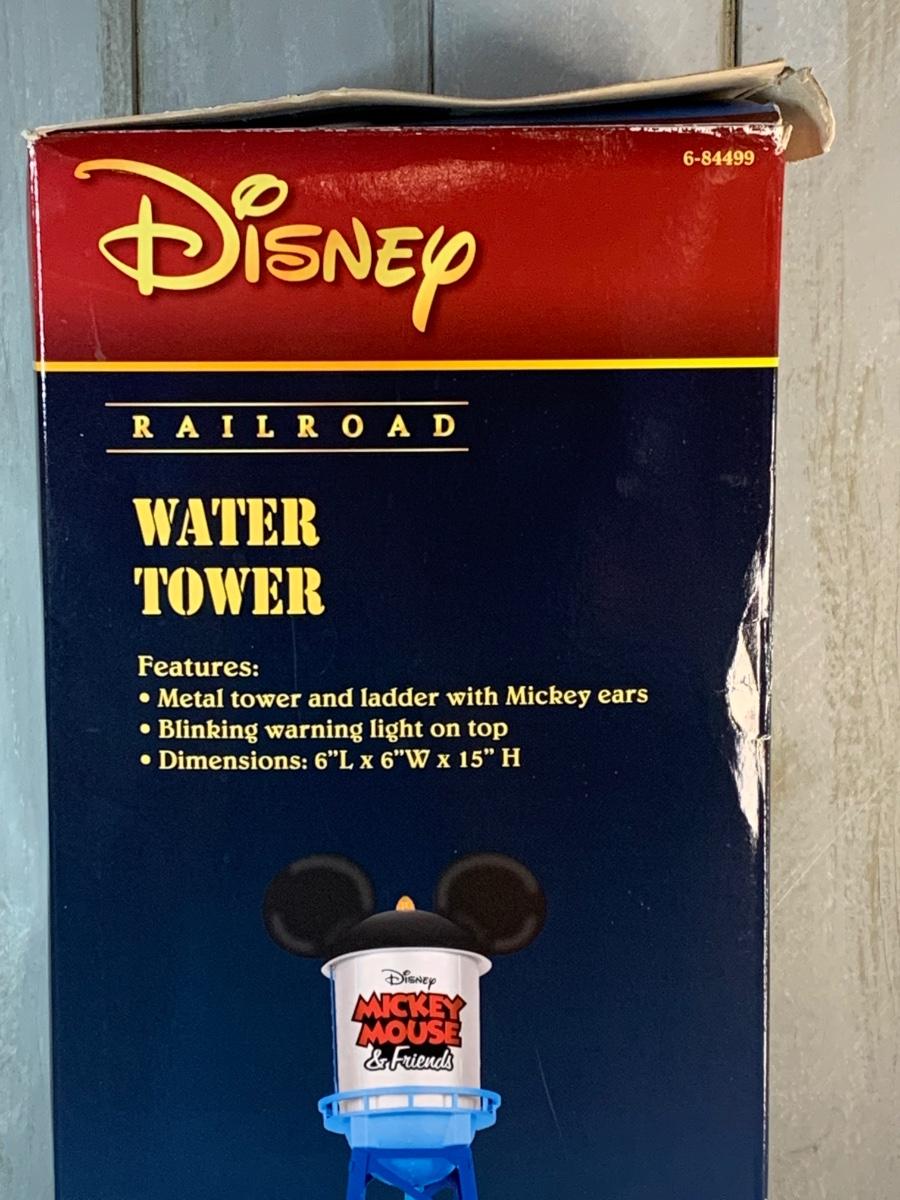 6-84499
Disney
RAILROAD
WATER
TOWER
Features:
• Metal tower and ladder with Mickey ears
• Blinking warning light on top
• Dimensions: 6”L x 6”W x 15” H
Disney
MICKEY
MOUSE
& Friends